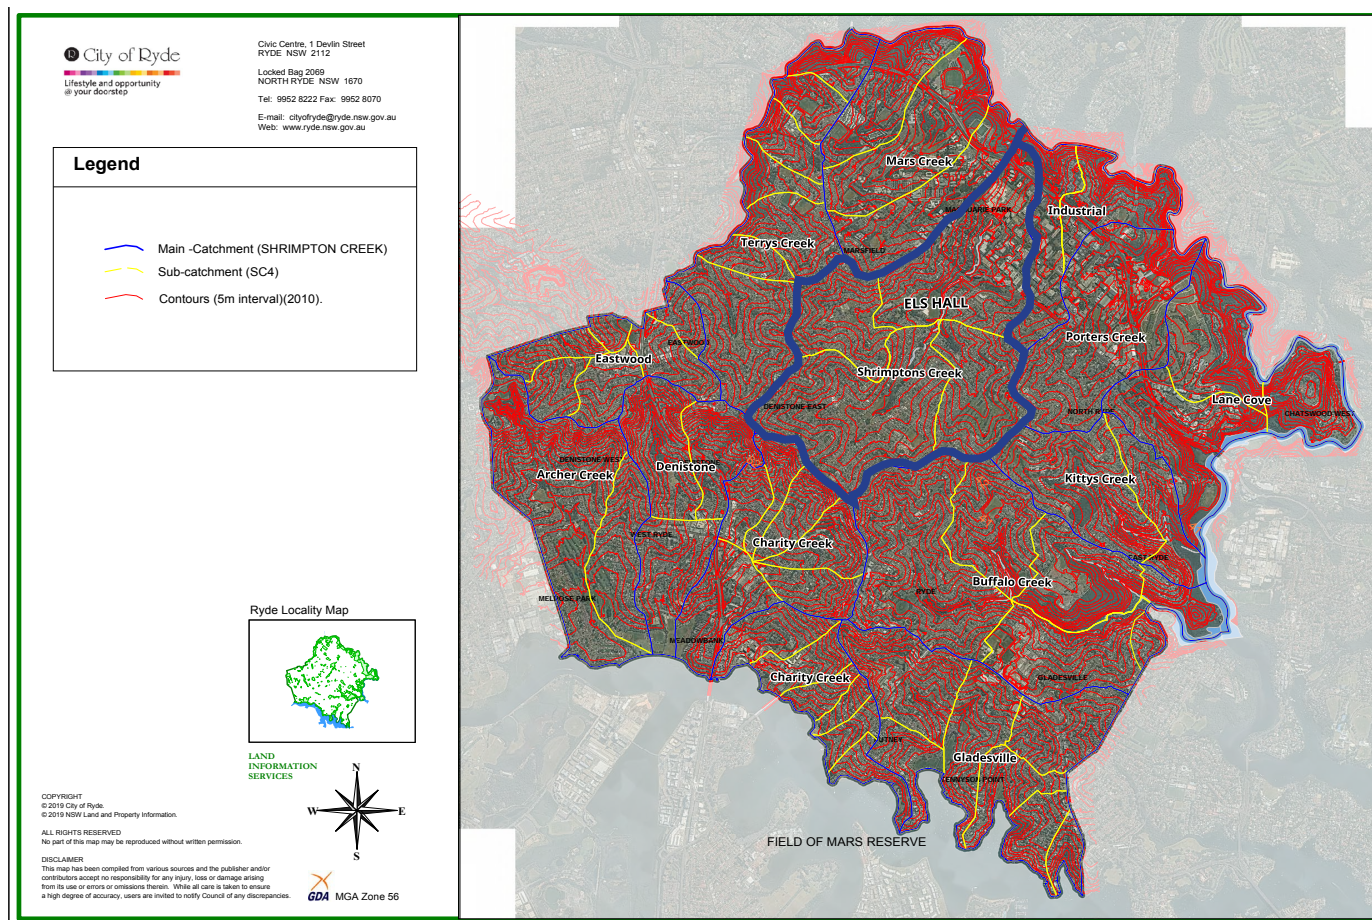 City of Ryde
Lifestyle and opportunity
@ your doorstep
Civic Centre, 1 Devlin Street
RYDE NSW 2112
Locked Bag 2069
NORTH RYDE NSW 1670
Tel: 9952 8222 Fax: 9952 8070
E-mail: cityofryde@ryde.nsw.gov.au
Web: www.ryde.nsw.gov.au
Legend
Main -Catchment (SHRIMPTON CREEK)
Sub-catchment (SC4)
Contours (5m interval)(2010).
Ryde Locality Map
LAND
INFORMATION
SERVICES
N
W
E
S
COPYRIGHT
© 2019 City of Ryde.
© 2019 NSW Land and Property Information.
ALL RIGHTS RESERVED
No part of this map may be reproduced without written permission.
DISCLAIMER
This map has been compiled from various sources and the publisher and/or
contributors accept no responsibility for any injury, loss or damage arising
from its use or errors or omissions therein. While all care is taken to ensure
a high degree of accuracy, users are invited to notify Council of any discrepancies.
GDA
MGA Zone 56
Mars Creek
Industrial
Terrys Creek
MARSFIELD
ELS HALL
Porters Creek
EASTWOOD
Eastwood
Shrimptons Creek
Lane Cove
DENISTONE EAST
NORTH RYDE
CHATSWOOD WEST
DENISTONE WEST
Archer Creek
Denistone
Kittys Creek
WEST RYDE
Charity Creek
EAST RYDE
Buffalo Creek
RYDE
MELROSE PARK
MEADOWBANK
Charity Creek
GLADESVILLE
Gladesville
TENNYSON POINT
FIELD OF MARS RESERVE